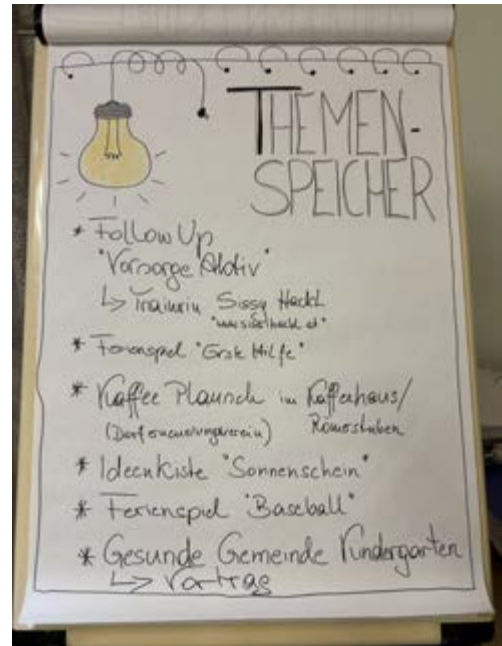 THEMEN-
SPEICHER
* Follow Up
"Vorsorge Aktiv"
↳ Trainerin Sissy Hackl
* Ferienspiel "Erste Hilfe"
* Kaffee Plausch im Kaffeehaus/
(Dorferneuerungsverein) Römerstuben
* Ideenkiste "Sonnenschein"
* Ferienspiel "Baseball"
* Gesunde Gemeinde Kindergarten
↳ Vortrag